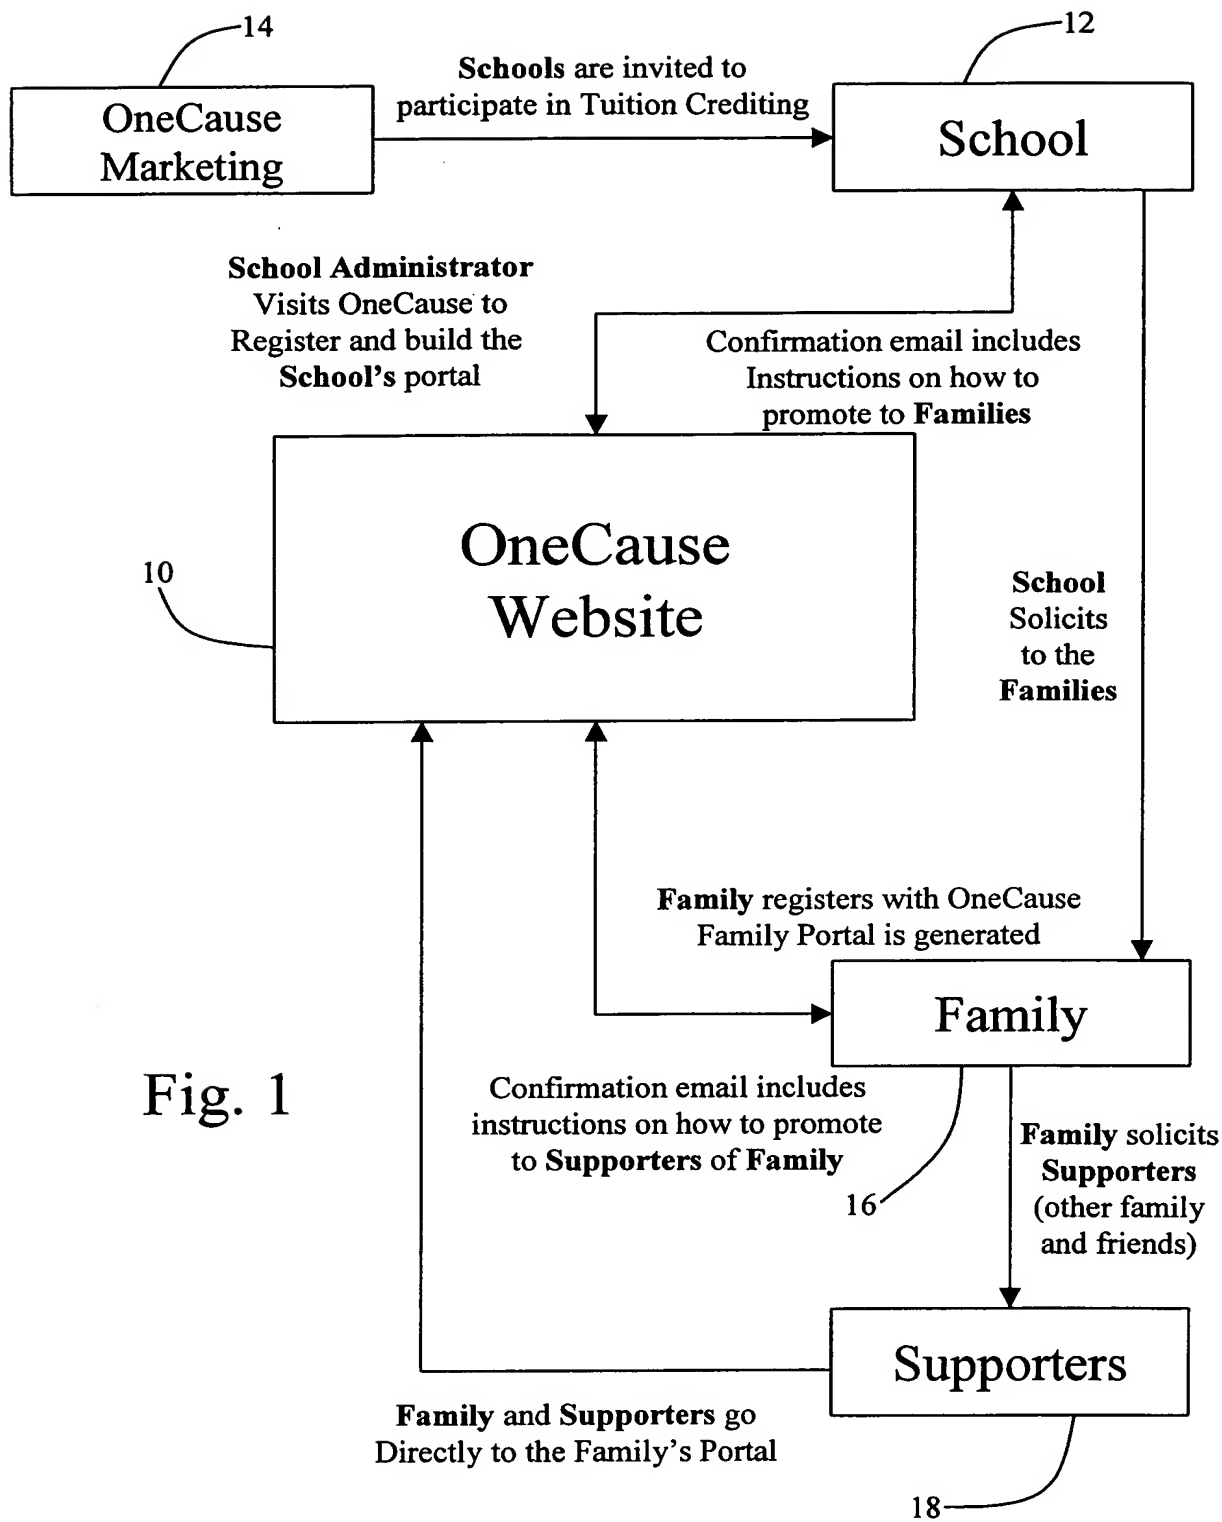 14
12
Schools are invited to
participate in Tuition Crediting
OneCause
Marketing
School
School Administrator
Visits OneCause to
Register and build the
School's portal
Confirmation email includes
Instructions on how to
promote to Families
OneCause
Website
10
School
Solicits
to the
Families
Family registers with OneCause
Family Portal is generated
Family
Fig. 1
Confirmation email includes
instructions on how to promote
to Supporters of Family
16
Family solicits
Supporters
(other family
and friends)
Supporters
Family and Supporters go
Directly to the Family's Portal
18